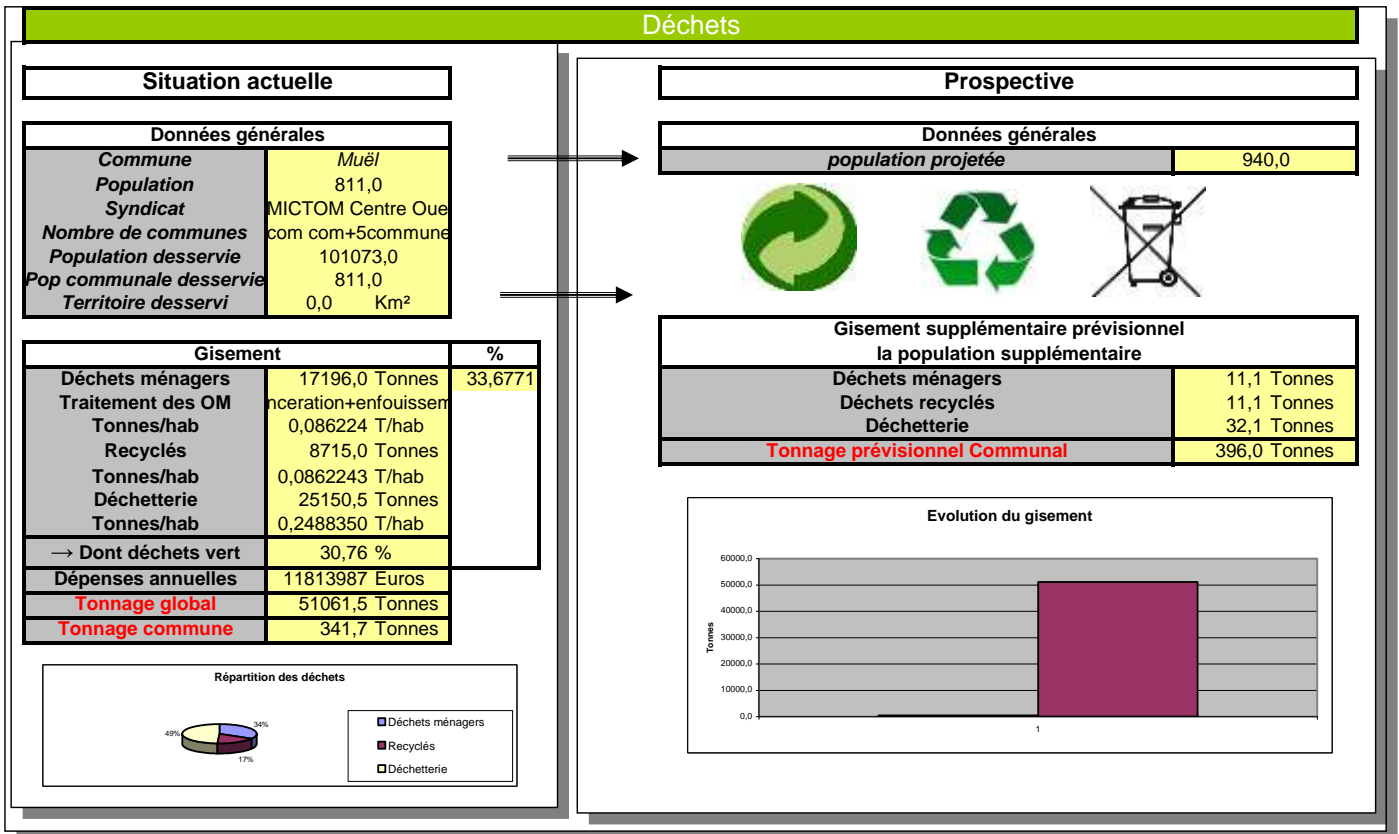 Déchets
Situation actuelle
Données générales
Commune Muël
Population 811,0
Syndicat MICTOM Centre Oue
Nombre de communes com com+5commune
Population desservie 101073,0
Pop communale desservie 811,0
Territoire desservi 0,0 Km²
Gisement %
Déchets ménagers 17196,0 Tonnes 33,6771
Traitement des OM nceration+enfouissem
Tonnes/hab 0,086224 T/hab
Recyclés 8715,0 Tonnes
Tonnes/hab 0,0862243 T/hab
Déchetterie 25150,5 Tonnes
Tonnes/hab 0,2488350 T/hab
→ Dont déchets vert 30,76 %
Dépenses annuelles 11813987 Euros
Tonnage global 51061,5 Tonnes
Tonnage commune 341,7 Tonnes
Répartition des déchets
34%
49%
17%
Déchets ménagers
Recyclés
Déchetterie
Prospective
Données générales
population projetée 940,0
Gisement supplémentaire prévisionnel
la population supplémentaire
Déchets ménagers 11,1 Tonnes
Déchets recyclés 11,1 Tonnes
Déchetterie 32,1 Tonnes
Tonnage prévisionnel Communal 396,0 Tonnes
Evolution du gisement
60000,0
50000,0
40000,0
30000,0
20000,0
10000,0
0,0
Tonnes
1